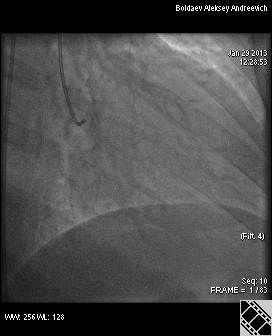 Boldaev Aleksey Andreevich
Jan 29 2013
12:28:53
(Filt. 4)
Seq: 10
FRAME = 1 / 83
WW: 256 WL: 128